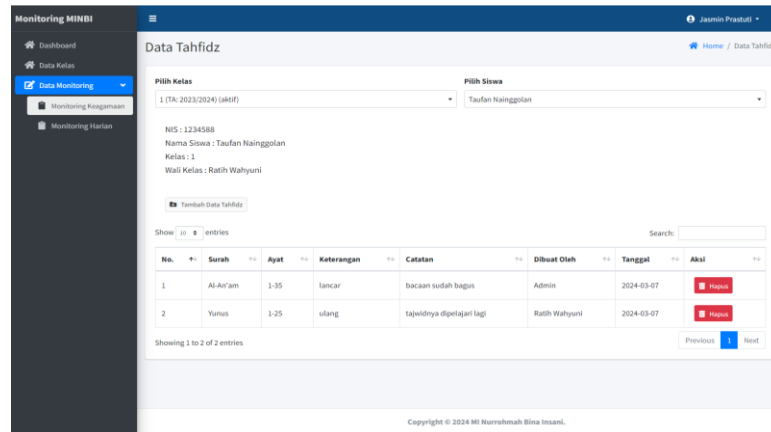 Monitoring MINBI
Jasmin Prastuti
Dashboard
Data Kelas
Data Monitoring
Monitoring Keagamaan
Monitoring Harian
Data Tahfidz
Home / Data Tahfid
Pilih Kelas
Pilih Siswa
1 (TA: 2023/2024) (aktif)
Taufan Nainggolan
NIS : 1234588
Nama Siswa : Taufan Nainggolan
Kelas : 1
Wali Kelas : Ratih Wahyuni
Tambah Data Tahfidz
Show 10 entries
Search:
No. Surah Ayat Keterangan Catatan Dibuat Oleh Tanggal Aksi
1 Al-An'am 1-35 lancar bacaan sudah bagus Admin 2024-03-07 Hapus
2 Yunus 1-25 ulang tajwidnya dipelajari lagi Ratih Wahyuni 2024-03-07 Hapus
Showing 1 to 2 of 2 entries
Previous 1 Next
Copyright © 2024 MI Nurrohmah Bina Insani.